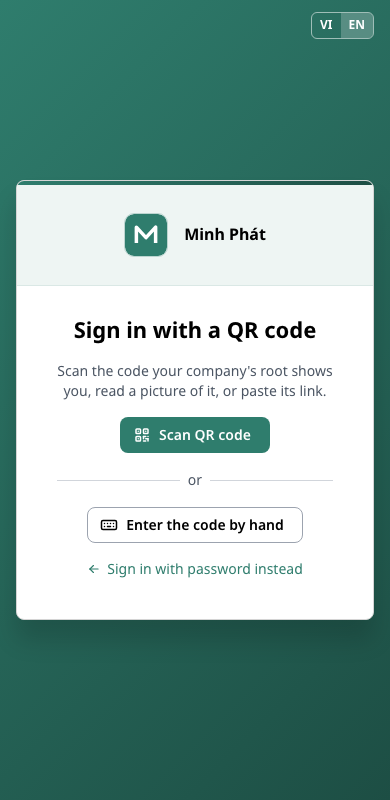 VI EN
Minh Phát
Sign in with a QR code
Scan the code your company's root shows
you, read a picture of it, or paste its link.
Scan QR code
or
Enter the code by hand
Sign in with password instead